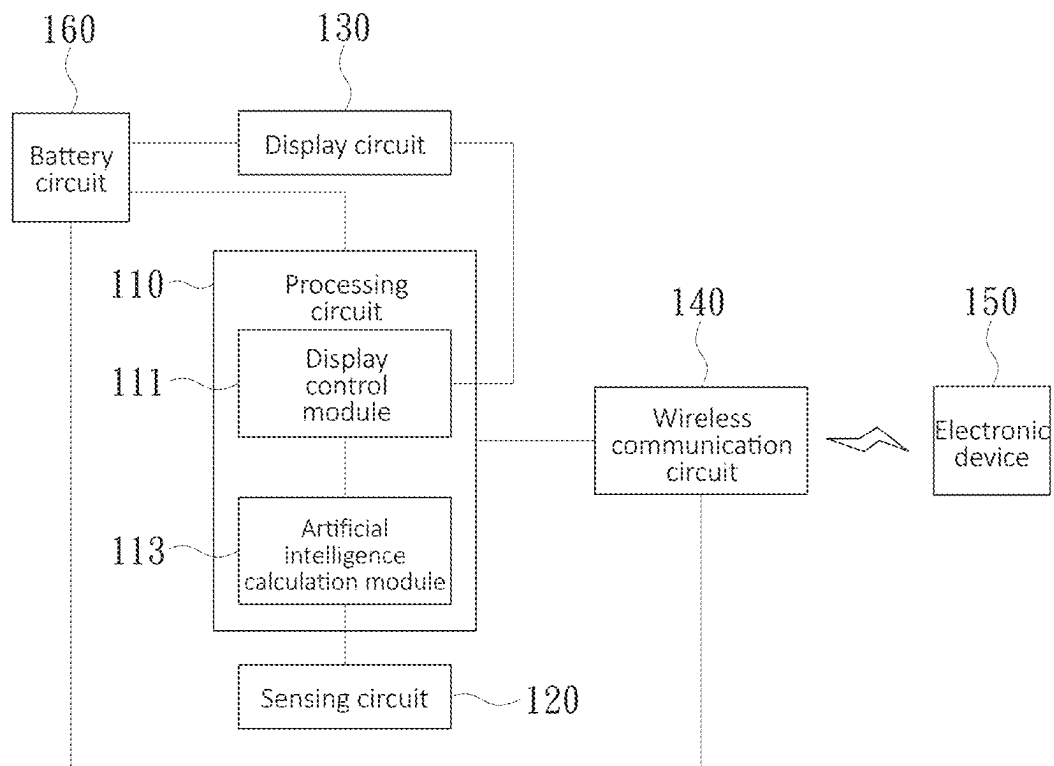 160
130
Battery
circuit
Display circuit
110
Processing
circuit
140
150
111
Display
control
module
Wireless
communication
circuit
Electronic
device
113
Artificial
intelligence
calculation module
Sensing circuit
120